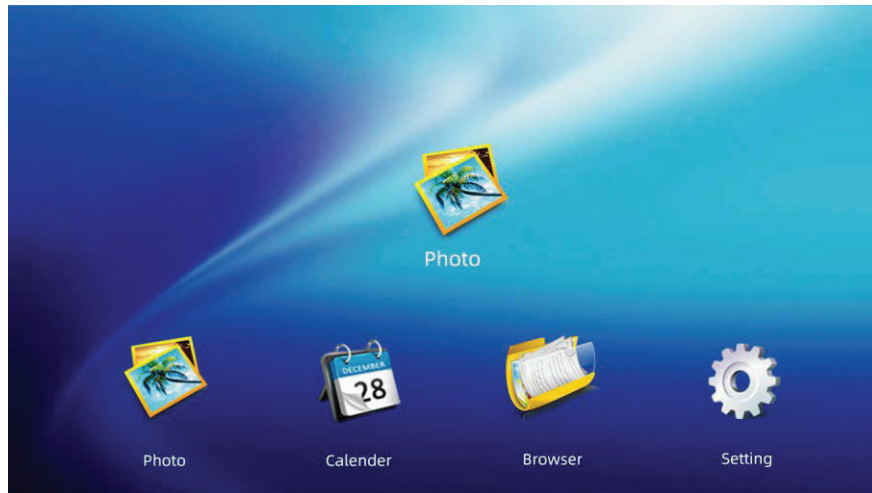 Photo
DECEMBER
28
Photo
Calender
Browser
Setting